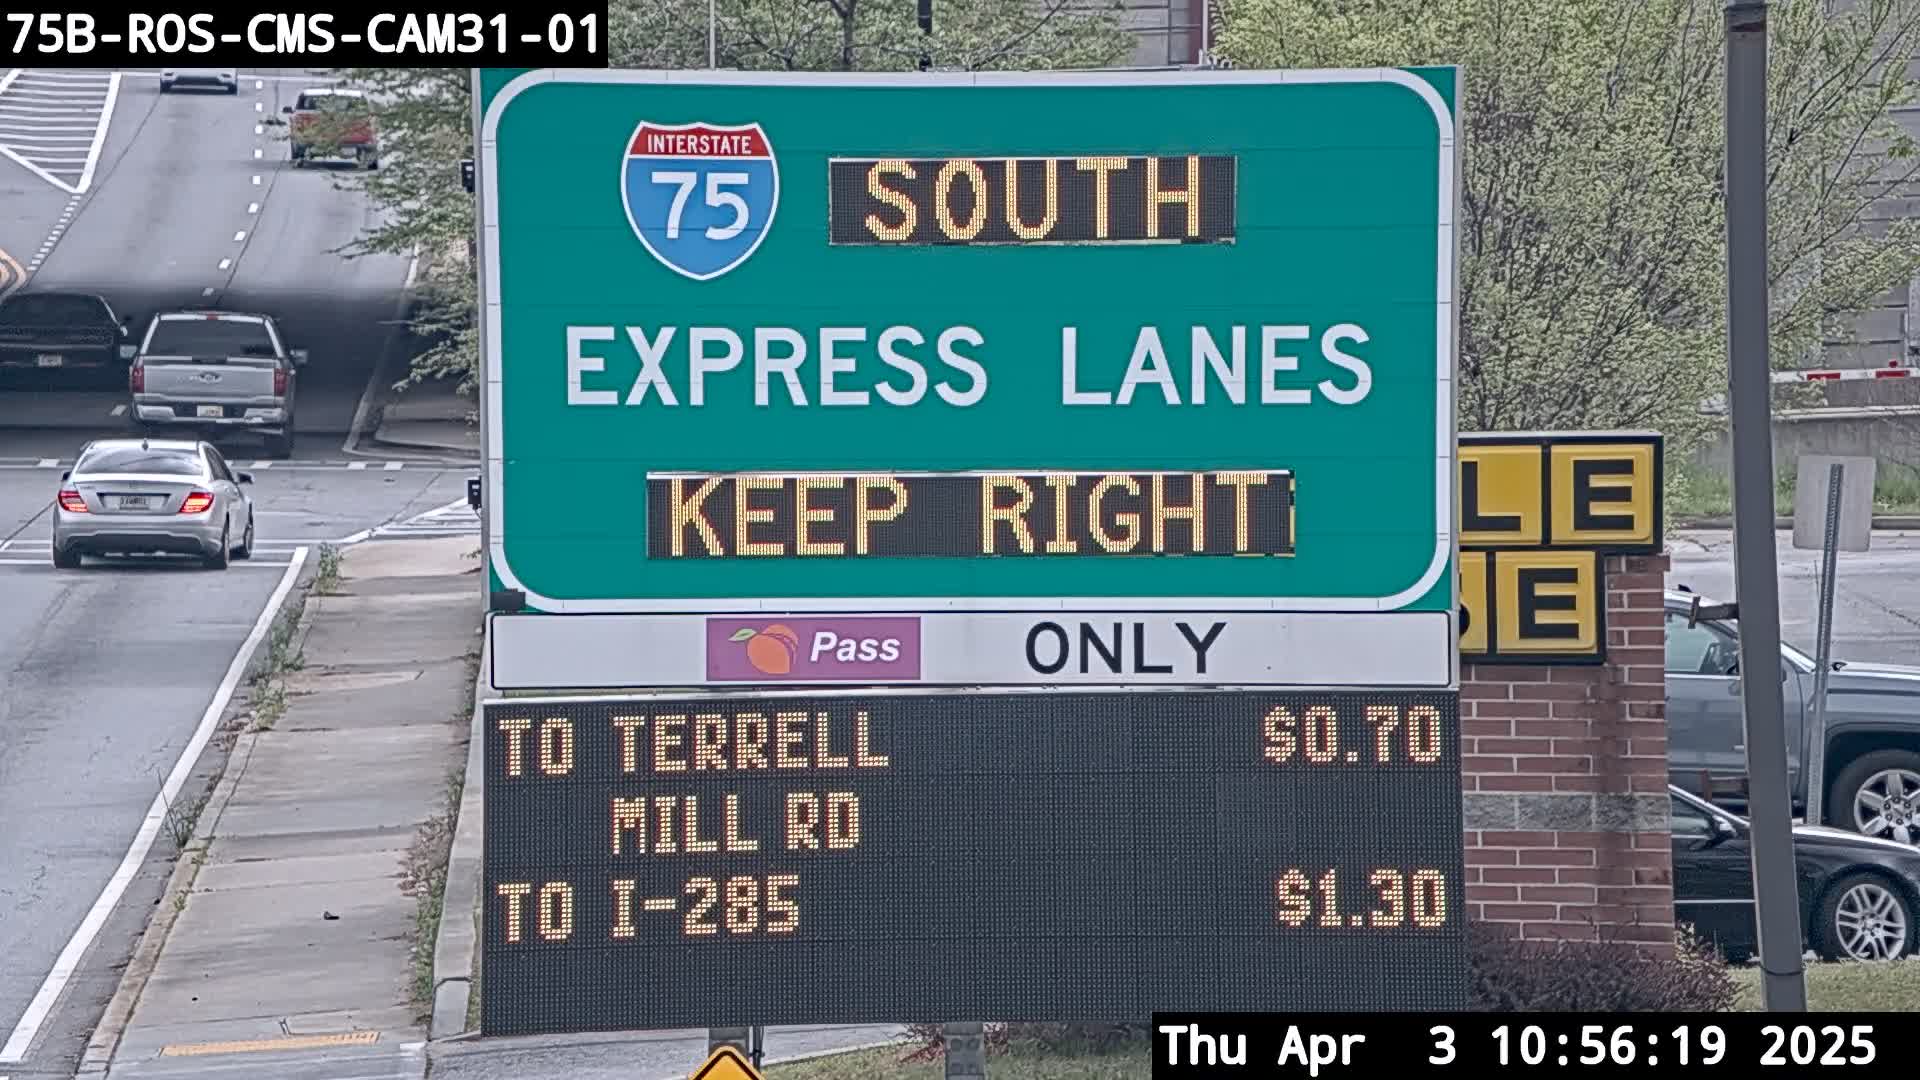 75B-ROS-CMS-CAM31-01
INTERSTATE
75
SOUTH
EXPRESS LANES
KEEP RIGHT
Pass ONLY
TO TERRELL $0.70
MILL RD
TO I-285 $1.30
LE
E
Thu Apr 3 10:56:19 2025